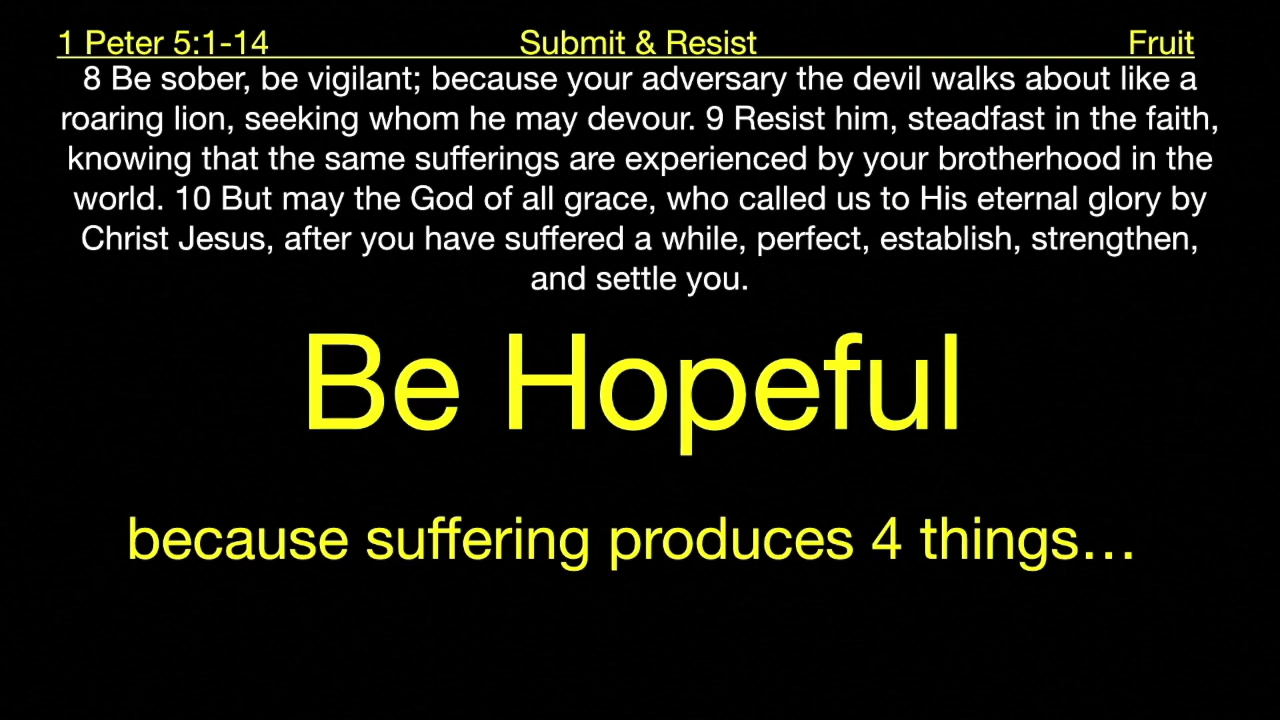 1 Peter 5:1-14 Submit & Resist Fruit
8 Be sober, be vigilant; because your adversary the devil walks about like a
roaring lion, seeking whom he may devour. 9 Resist him, steadfast in the faith,
knowing that the same sufferings are experienced by your brotherhood in the
world. 10 But may the God of all grace, who called us to His eternal glory by
Christ Jesus, after you have suffered a while, perfect, establish, strengthen,
and settle you.
Be Hopeful
because suffering produces 4 things…